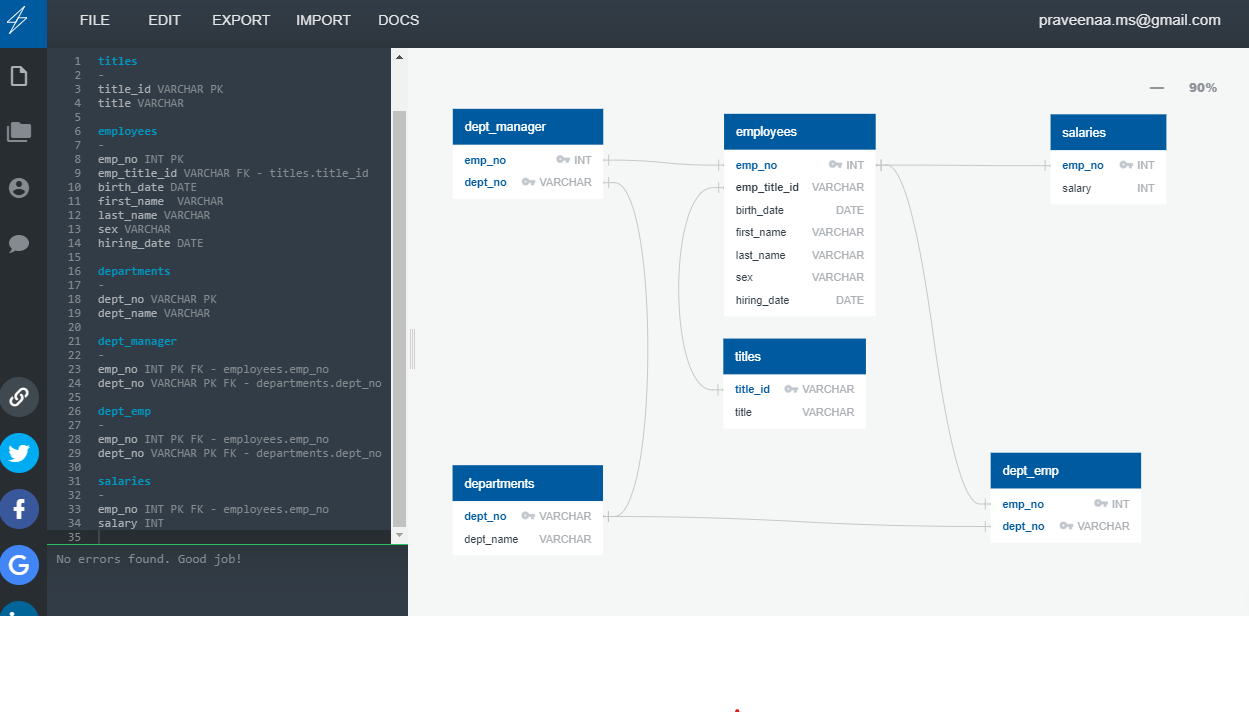 FILE EDIT EXPORT IMPORT DOCS praveenaa.ms@gmail.com
1 titles
2 -
3 title_id VARCHAR PK
4 title VARCHAR
5
6 employees
7 -
8 emp_no INT PK
9 emp_title_id VARCHAR FK - titles.title_id
10 birth_date DATE
11 first_name  VARCHAR
12 last_name VARCHAR
13 sex VARCHAR
14 hiring_date DATE
15
16 departments
17 -
18 dept_no VARCHAR PK
19 dept_name VARCHAR
20
21 dept_manager
22 -
23 emp_no INT PK FK - employees.emp_no
24 dept_no VARCHAR PK FK - departments.dept_no
25
26 dept_emp
27 -
28 emp_no INT PK FK - employees.emp_no
29 dept_no VARCHAR PK FK - departments.dept_no
30
31 salaries
32 -
33 emp_no INT PK FK - employees.emp_no
34 salary INT
35
No errors found. Good job!
90%
dept_manager
emp_no INT
dept_no VARCHAR
employees
emp_no INT
emp_title_id VARCHAR
birth_date DATE
first_name VARCHAR
last_name VARCHAR
sex VARCHAR
hiring_date DATE
salaries
emp_no INT
salary INT
titles
title_id VARCHAR
title VARCHAR
departments
dept_no VARCHAR
dept_name VARCHAR
dept_emp
emp_no INT
dept_no VARCHAR